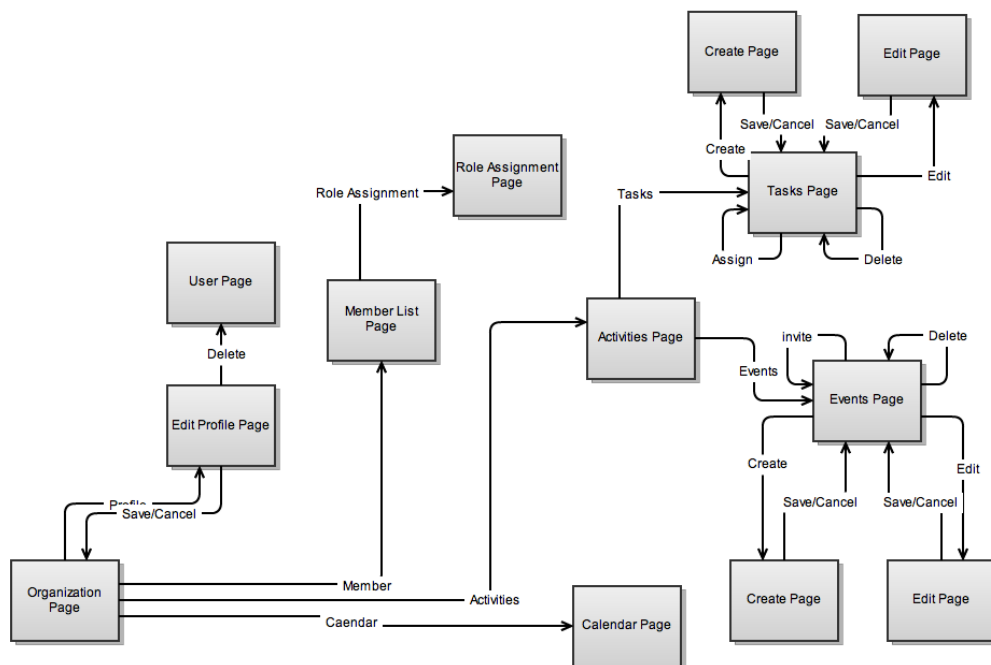 Create Page
Edit Page
Save/Cancel
Save/Cancel
Create
Role Assignment
Page
Role Assignment
Tasks
Tasks Page
Edit
Assign
Delete
User Page
Member List
Page
Activities Page
invite
Delete
Delete
Events
Events Page
Edit Profile Page
Create
Edit
Profile
Save/Cancel
Save/Cancel
Save/Cancel
Organization
Page
Member
Activities
Caendar
Calendar Page
Create Page
Edit Page